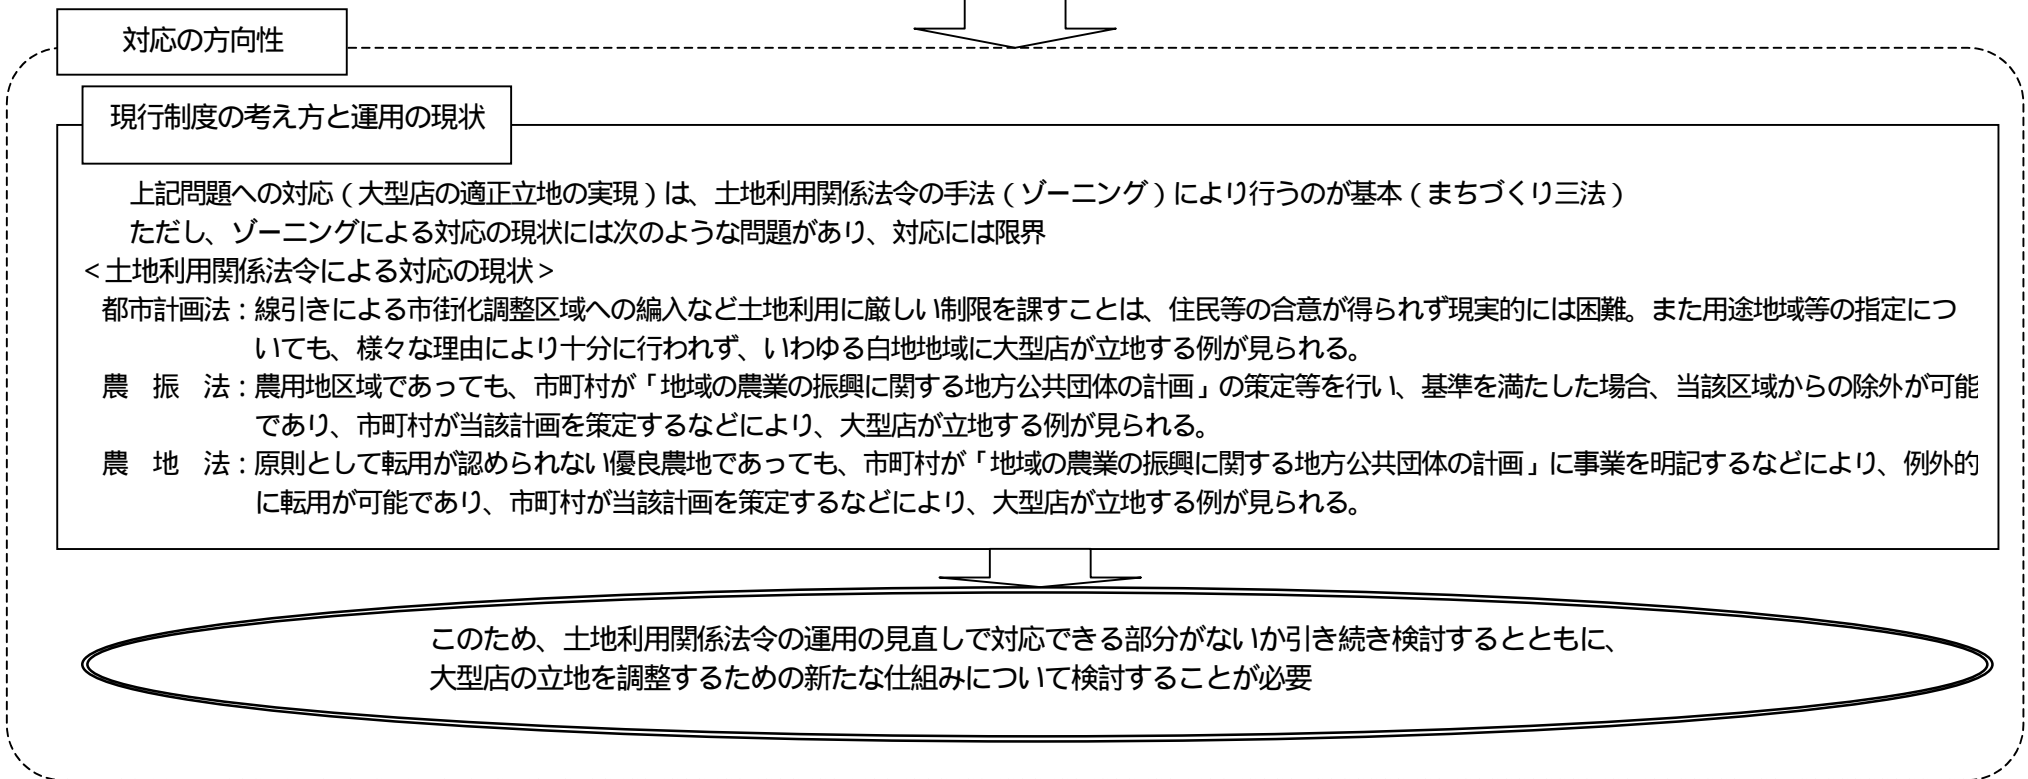 対応の方向性
現行制度の考え方と運用の現状
上記問題への対応（大型店の適正立地の実現）は、土地利用関係法令の手法（ゾーニング）により行うのが基本（まちづくり三法）
ただし、ゾーニングによる対応の現状には次のような問題があり、対応には限界
<土地利用関係法令による対応の現状>
都市計画法：線引きによる市街化調整区域への編入など土地利用に厳しい制限を課すことは、住民等の合意が得られず現実的には困難。また用途地域等の指定につ
いても、様々な理由により十分に行われず、いわゆる白地地域に大型店が立地する例が見られる。
農　振　法：農用地区域であっても、市町村が「地域の農業の振興に関する地方公共団体の計画」の策定等を行い、基準を満たした場合、当該区域からの除外が可能
であり、市町村が当該計画を策定するなどにより、大型店が立地する例が見られる。
農　地　法：原則として転用が認められない優良農地であっても、市町村が「地域の農業の振興に関する地方公共団体の計画」に事業を明記するなどにより、例外的
に転用が可能であり、市町村が当該計画を策定するなどにより、大型店が立地する例が見られる。
このため、土地利用関係法令の運用の見直しで対応できる部分がないか引き続き検討するとともに、
大型店の立地を調整するための新たな仕組みについて検討することが必要